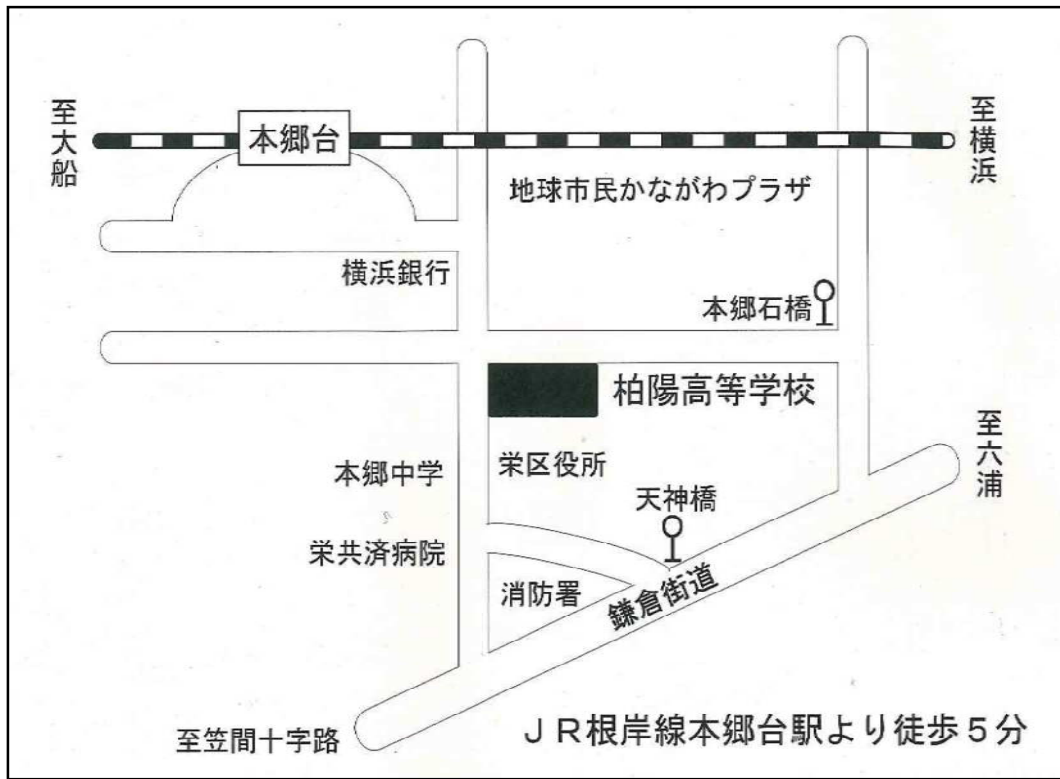 至大船
本郷台
至横浜
地球市民かながわプラザ
横浜銀行
本郷石橋
柏陽高等学校
至六浦
本郷中学
栄区役所
天神橋
栄共済病院
消防署
鎌倉街道
至笠間十字路
JR根岸線本郷台駅より徒歩5分